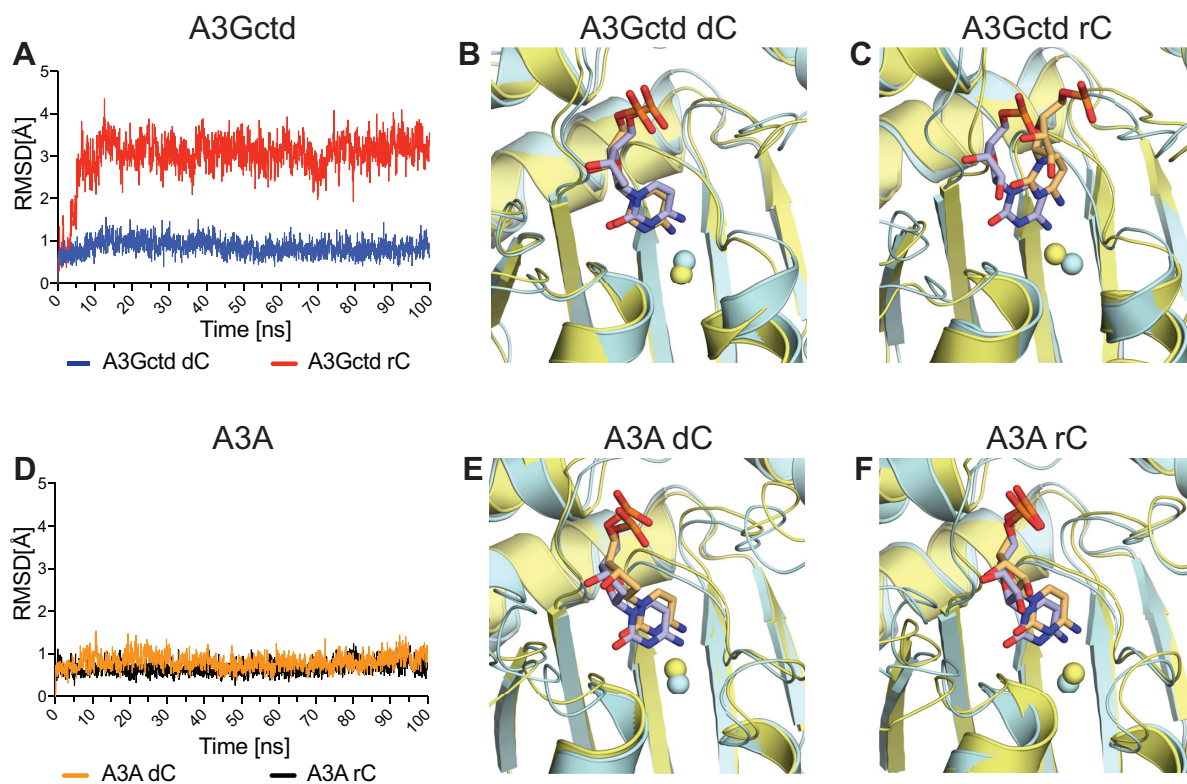 A3Gctd
A3Gctd dC
A3Gctd rC
A
B
C
RMSD[Å]
5
4
3
2
1
0
0 10 20 30 40 50 60 70 80 90 100
Time [ns]
A3Gctd dC
A3Gctd rC
A3A
A3A dC
A3A rC
D
E
F
RMSD[Å]
5
4
3
2
1
0
0 10 20 30 40 50 60 70 80 90 100
Time [ns]
A3A dC
A3A rC